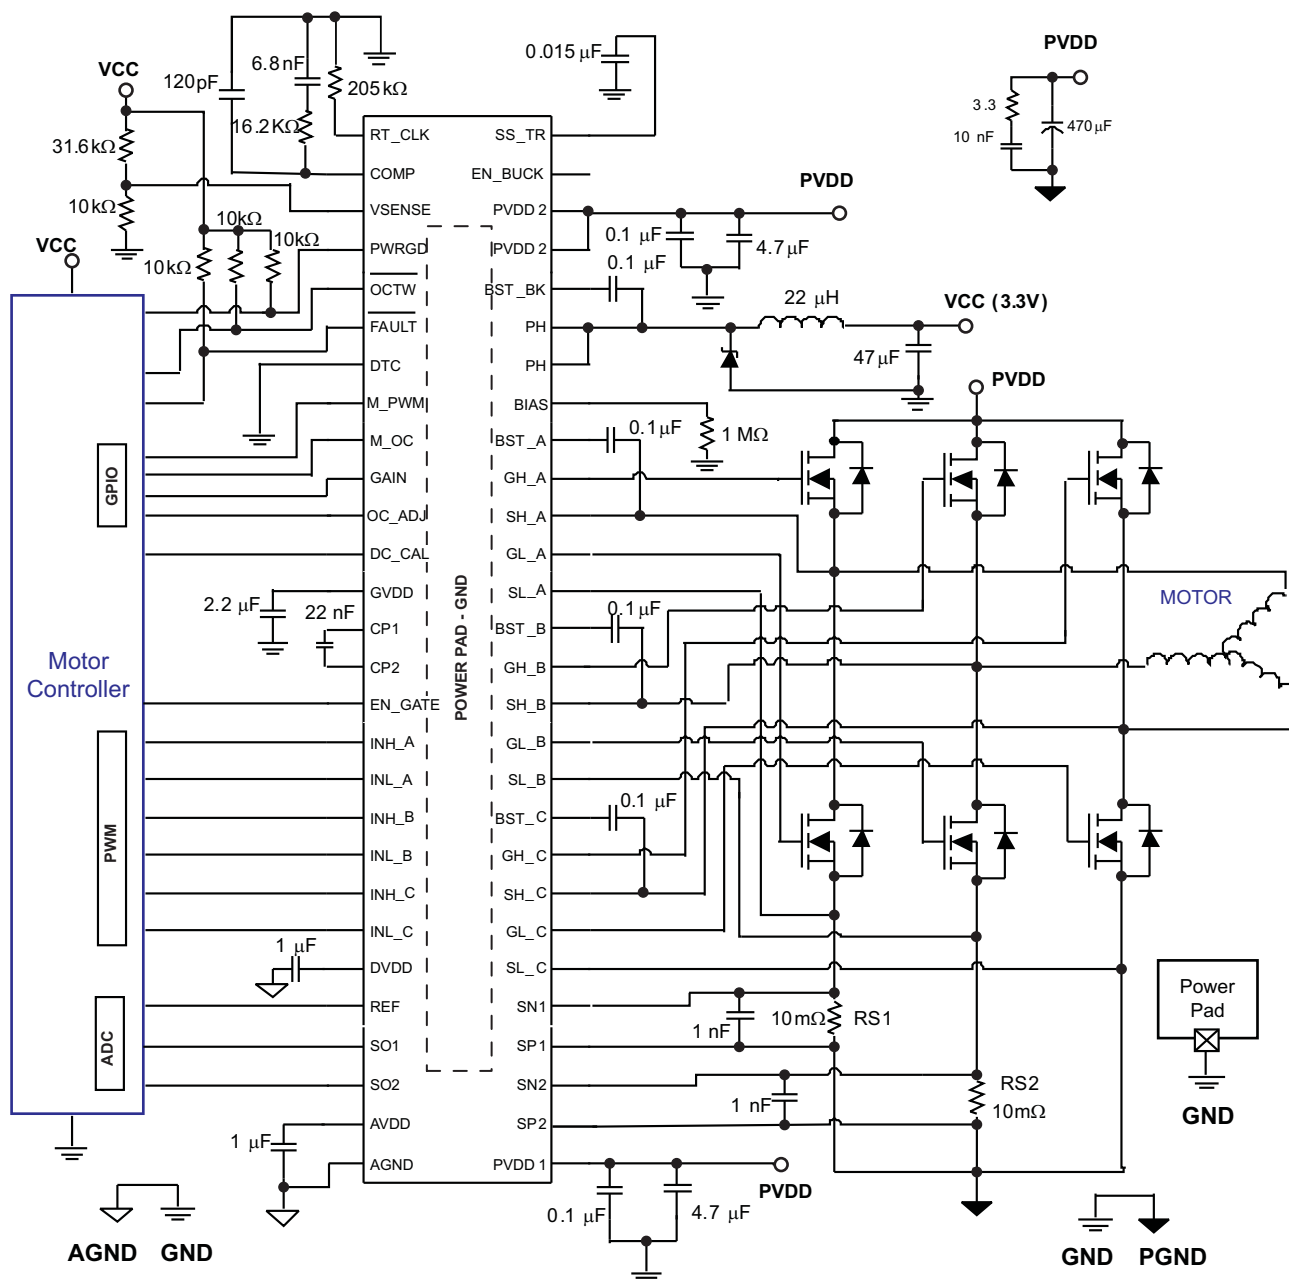 0.015 µF
PVDD
VCC
120pF
6.8nF
205kΩ
16.2KΩ
3.3
10 nF
470µF
31.6kΩ
10kΩ
VCC
10kΩ
10kΩ
10kΩ
RT_CLK
COMP
VSENSE
PWRGD
OCTW
FAULT
DTC
M_PWM
M_OC
GAIN
OC_ADJ
DC_CAL
GVDD
CP1
CP2
EN_GATE
INH_A
INL_A
INH_B
INL_B
INH_C
INL_C
DVDD
REF
SO1
SO2
AVDD
AGND
POWER PAD - GND
SS_TR
EN_BUCK
PVDD 2
PVDD 2
BST_BK
PH
PH
BIAS
BST_A
GH_A
SH_A
GL_A
SL_A
BST_B
GH_B
SH_B
GL_B
SL_B
BST_C
GH_C
SH_C
GL_C
SL_C
SN1
SP1
SN2
SP2
PVDD 1
PVDD
0.1 µF
4.7µF
0.1 µF
22 µH
VCC (3.3V)
47µF
PVDD
0.1µF
1 MΩ
GPIO
Motor
Controller
PWM
ADC
2.2 µF
22 nF
0.1µF
MOTOR
0.1 µF
1 µF
1 nF
10mΩ
RS1
Power
Pad
GND
1 nF
RS2
10mΩ
1 µF
PVDD
0.1 µF
4.7 µF
AGND GND
GND PGND